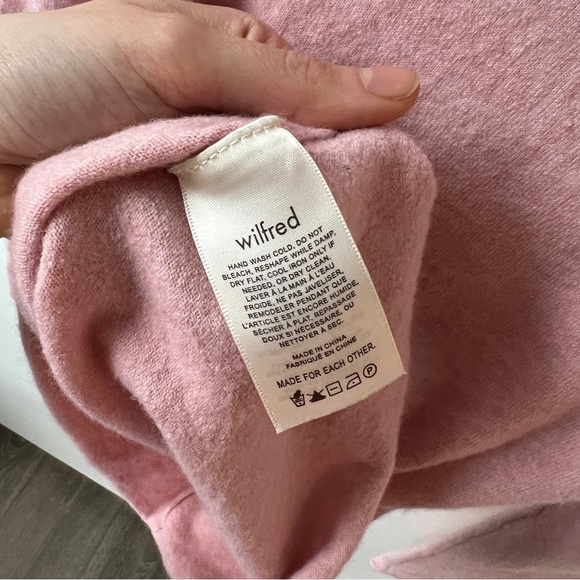 wilfred
HAND WASH COLD, DO NOT
BLEACH, RESHAPE WHILE DAMP,
DRY FLAT. COOL IRON ONLY IF
NEEDED, OR DRY CLEAN.
LAVER À LA MAIN À L'EAU
FROIDE, NE PAS JAVELISER,
REMODELER PENDANT QUE
L'ARTICLE EST ENCORE HUMIDE,
SÉCHER À PLAT, REPASSAGE
DOUX SI NÉCESSAIRE, OU
NETTOYER À SEC.
MADE IN CHINA
FABRIQUÉ EN CHINE
MADE FOR EACH OTHER.
P